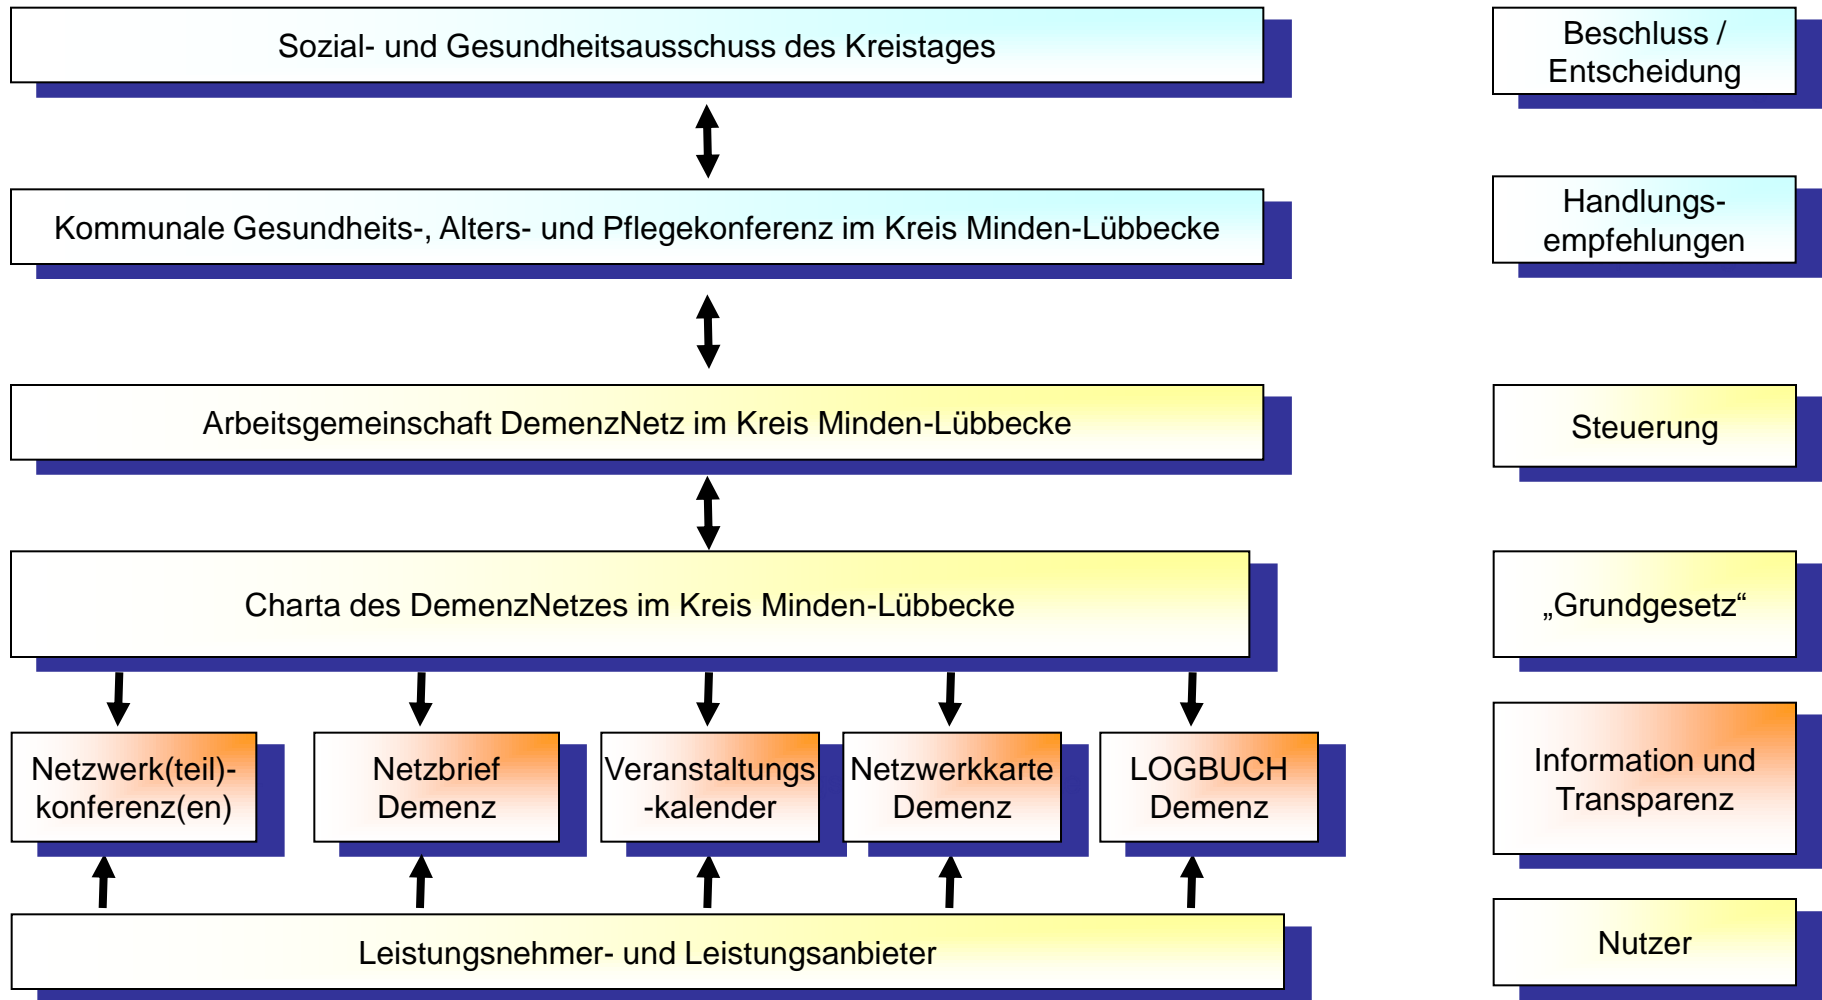 Sozial- und Gesundheitsausschuss des Kreistages
Beschluss /
Entscheidung
Kommunale Gesundheits-, Alters- und Pflegekonferenz im Kreis Minden-Lübbecke
Handlungs-
empfehlungen
Arbeitsgemeinschaft DemenzNetz im Kreis Minden-Lübbecke
Steuerung
Charta des DemenzNetzes im Kreis Minden-Lübbecke
„Grundgesetz“
Netzwerk(teil)-
konferenz(en)
Netzbrief
Demenz
Veranstaltungs
-kalender
Netzwerkkarte
Demenz
LOGBUCH
Demenz
Information und
Transparenz
Leistungsnehmer- und Leistungsanbieter
Nutzer